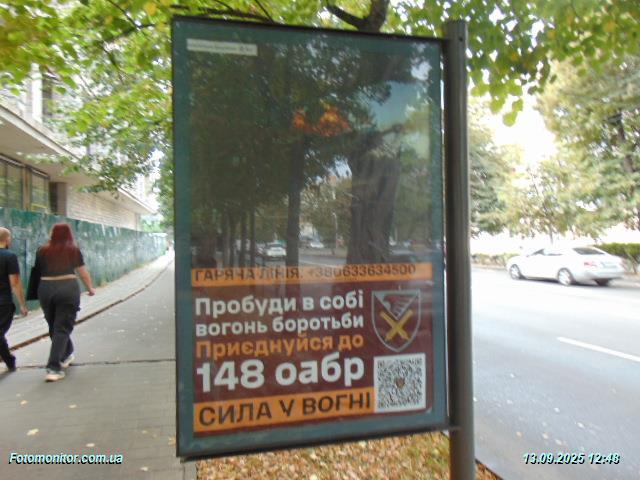 ГАРЯЧА ЛІНІЯ: +380633634500
Пробуди в собі
вогонь боротьби
Приєднуйся до
148 оабр
СИЛА У ВОГНІ
Fotomonitor.com.ua
13.09.2025 12:48